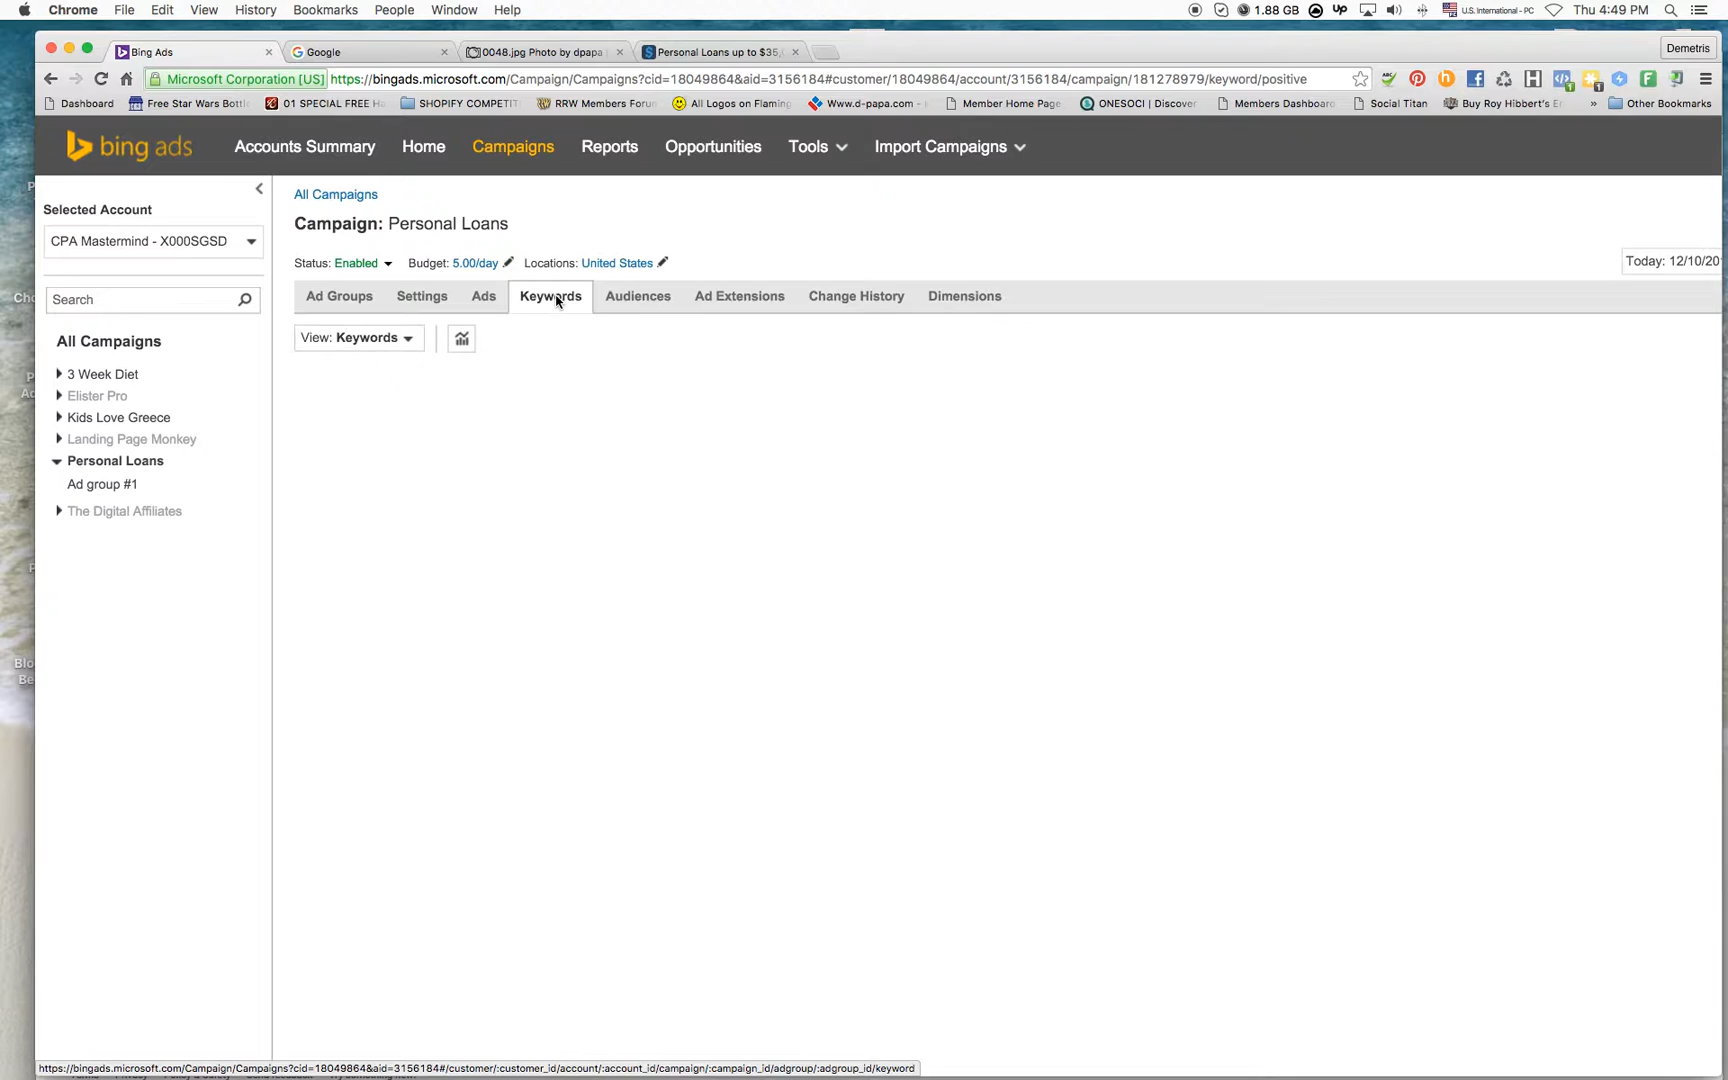 Chrome File Edit View History Bookmarks People Window Help 1.88 GB UP U.S. International - PC Thu 4:49 PM
Bing Ads Google 0048.jpg Photo by dpapa Personal Loans up to $35, Demetris
Microsoft Corporation [US] https://bingads.microsoft.com/Campaign/Campaigns?cid=18049864&aid=3156184#customer/18049864/account/3156184/campaign/181278979/keyword/positive
Dashboard Free Star Wars Bottl 01 SPECIAL FREE Ha SHOPIFY COMPETIT RRW Members Forum All Logos on Flaming Www.d-papa.com - Member Home Page ONESOCI | Discover Members Dashboard Social Titan Buy Roy Hibbert's E » Other Bookmarks
bing ads Accounts Summary Home Campaigns Reports Opportunities Tools Import Campaigns
All Campaigns
Selected Account
Campaign: Personal Loans
CPA Mastermind - X000SGSD
Status: Enabled Budget: 5.00/day Locations: United States Today: 12/10/20
Search
Ad Groups Settings Ads Keywords Audiences Ad Extensions Change History Dimensions
View: Keywords
All Campaigns
3 Week Diet
Elister Pro
Kids Love Greece
Landing Page Monkey
Personal Loans
Ad group #1
The Digital Affiliates
https://bingads.microsoft.com/Campaign/Campaigns?cid=18049864&aid=3156184#/customer/:customer_id/account/:account_id/campaign/:campaign_id/adgroup/:adgroup_id/keyword